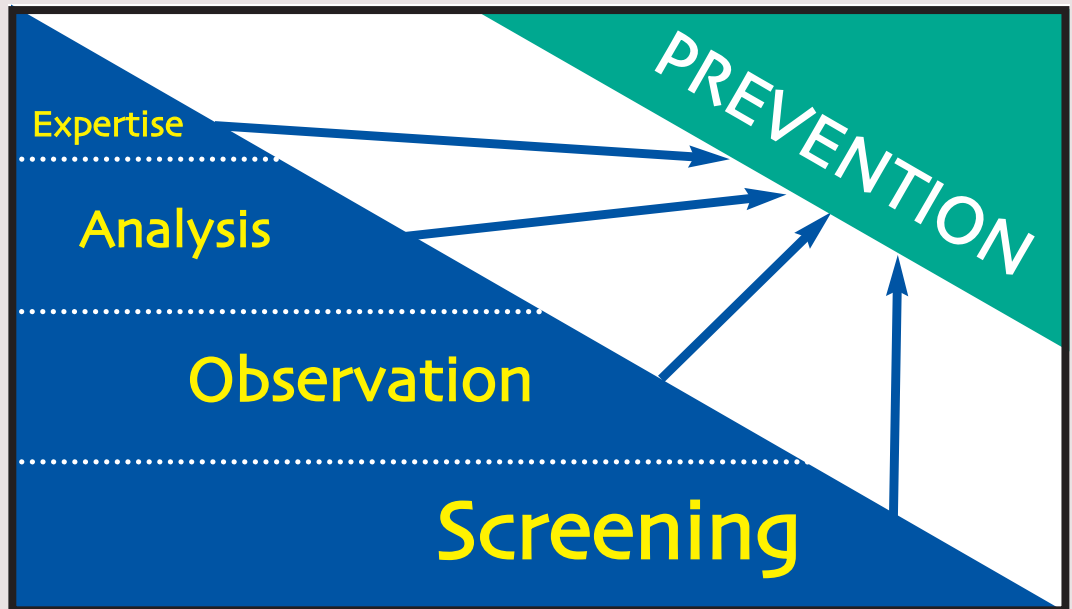 PREVENTION
Expertise
Analysis
Observation
Screening